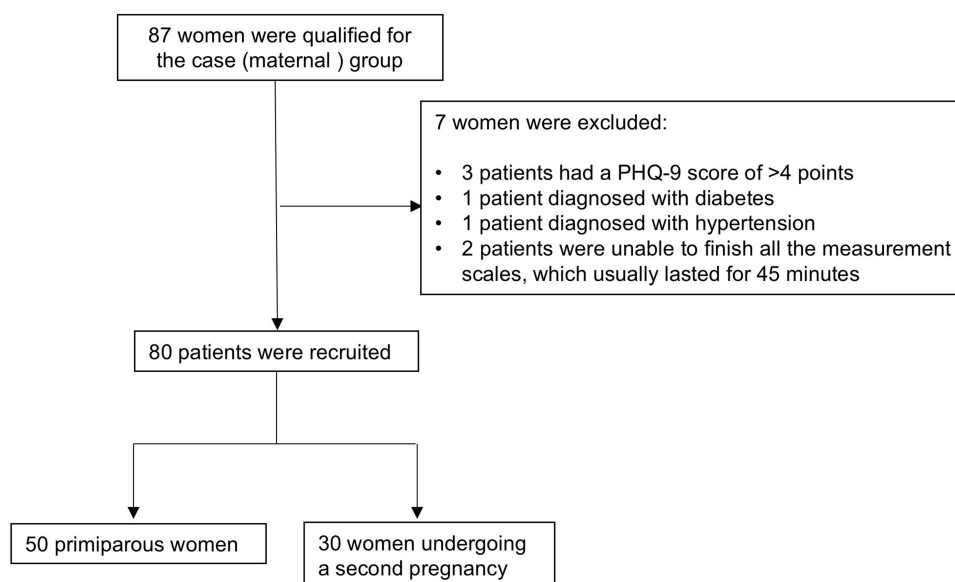 87 women were qualified for
the case (maternal ) group
7 women were excluded:
• 3 patients had a PHQ-9 score of >4 points
• 1 patient diagnosed with diabetes
• 1 patient diagnosed with hypertension
• 2 patients were unable to finish all the measurement
scales, which usually lasted for 45 minutes
80 patients were recruited
50 primiparous women
30 women undergoing
a second pregnancy